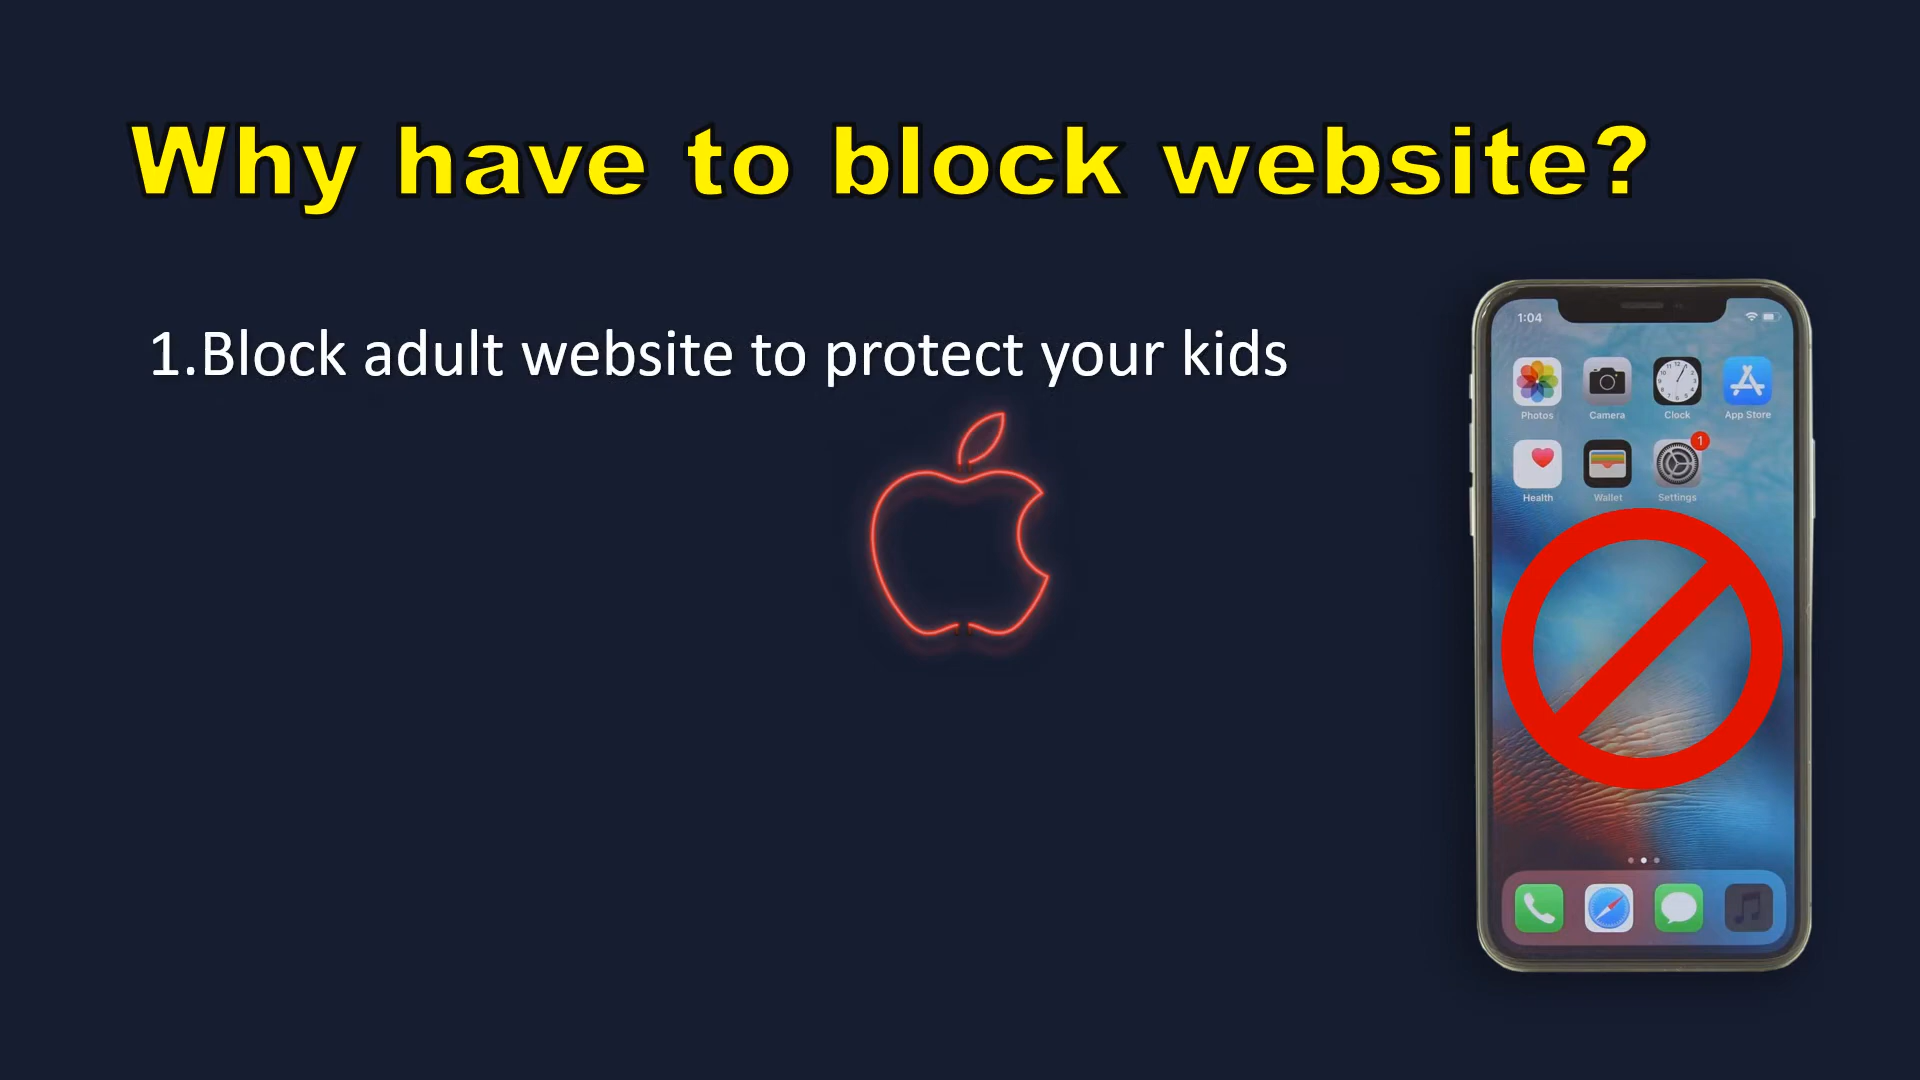 Why have to block website?
1.Block adult website to protect your kids
1:04
Photos Camera Clock App Store
1
Health Wallet Settings